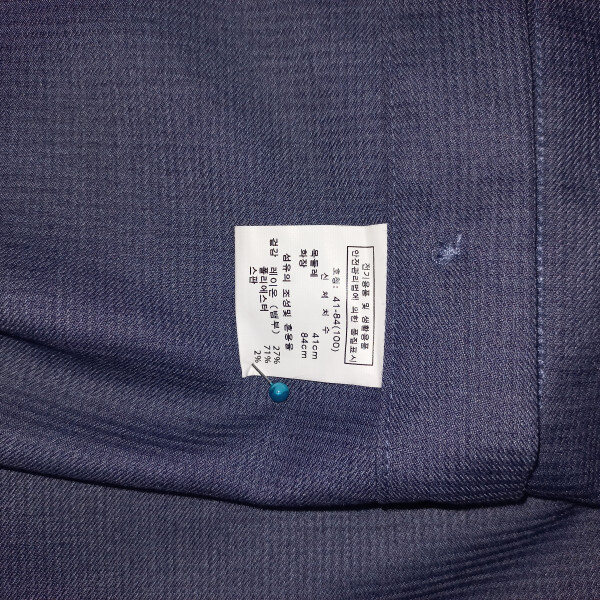 전기용품 및 생활용품
안전관리법에 의한 품질표시
호칭: 41-84(100)
신 체 치 수
목둘레 41cm
화장 84cm
섬유의 조성및 혼용율
겉감 레이온 (뱀부) 27%
폴리에스터 71%
스판 2%